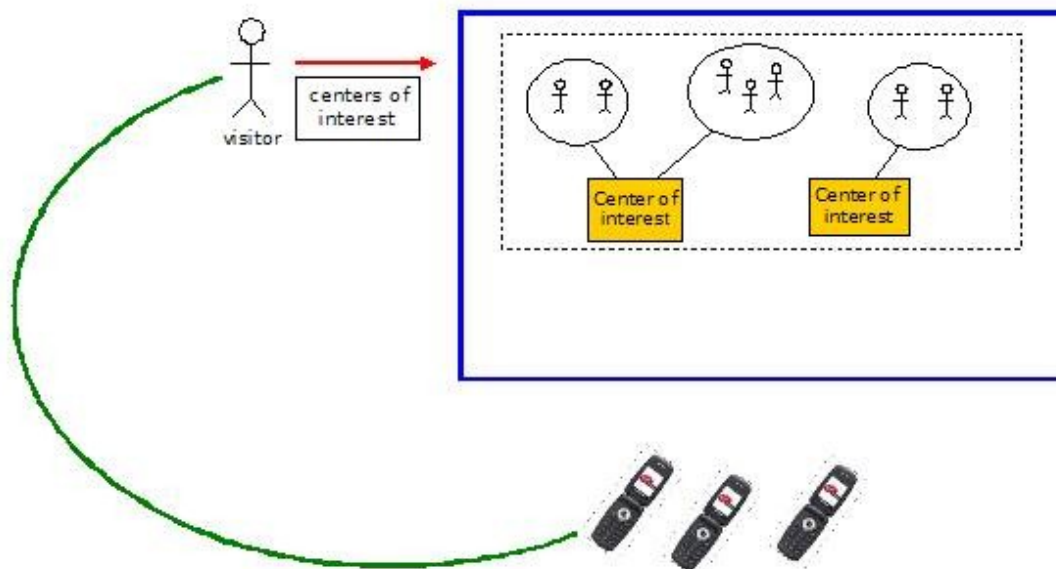 centers of
interest
visitor
Center of
interest
Center of
interest